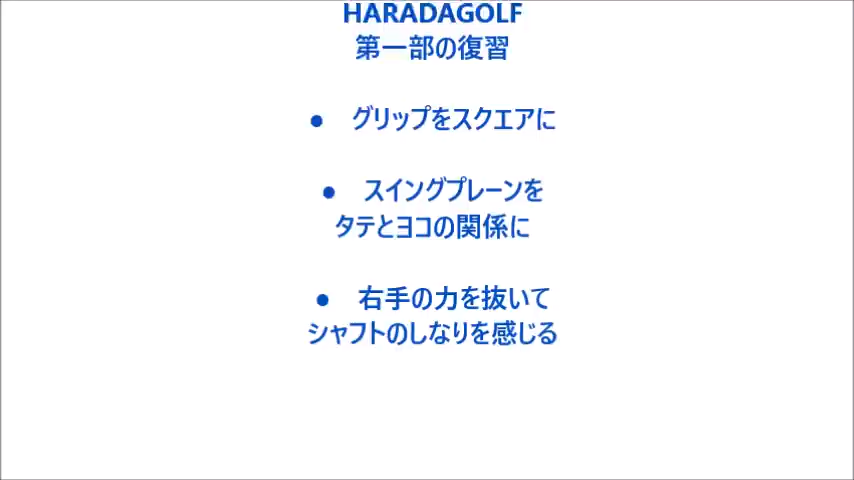 HARADAGOLF
第一部の復習
● グリップをスクエアに
● スイングプレーンを
タテとヨコの関係に
● 右手の力を抜いて
シャフトのしなりを感じる